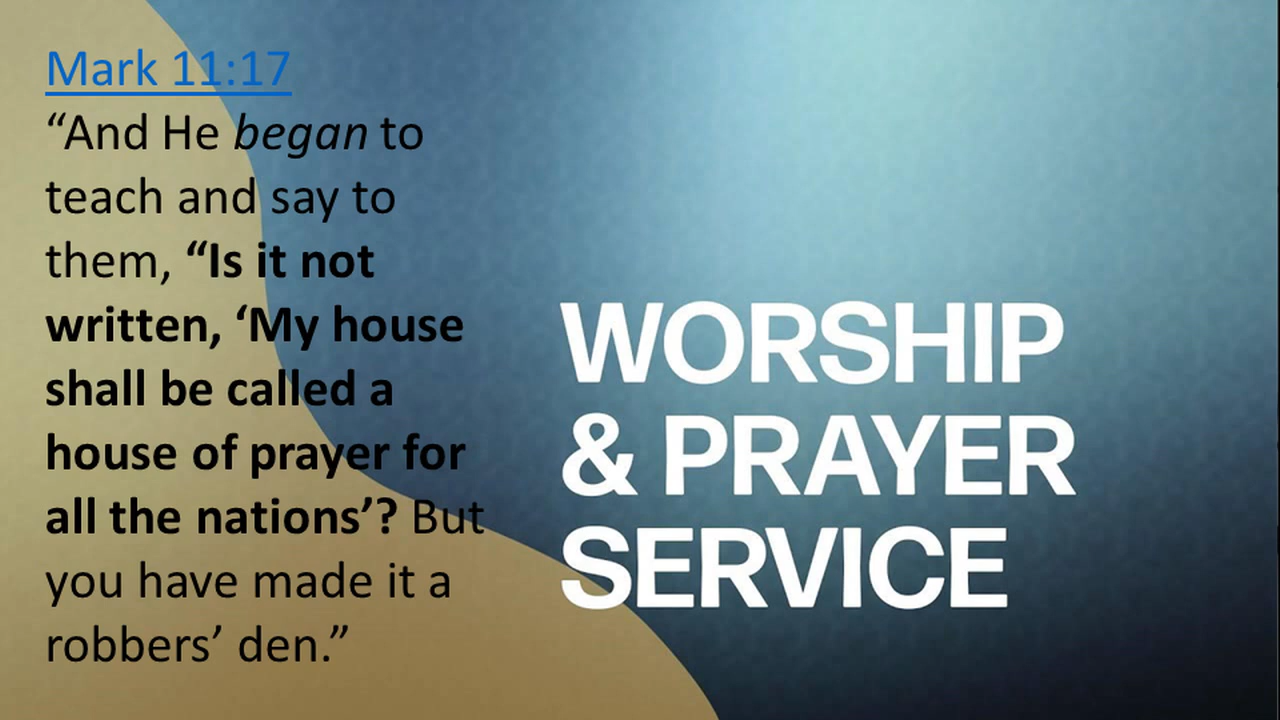 Mark 11:17
“And He began to
teach and say to
them, “Is it not
written, ‘My house
shall be called a
house of prayer for
all the nations’? But
you have made it a
robbers’ den.”
WORSHIP
& PRAYER
SERVICE